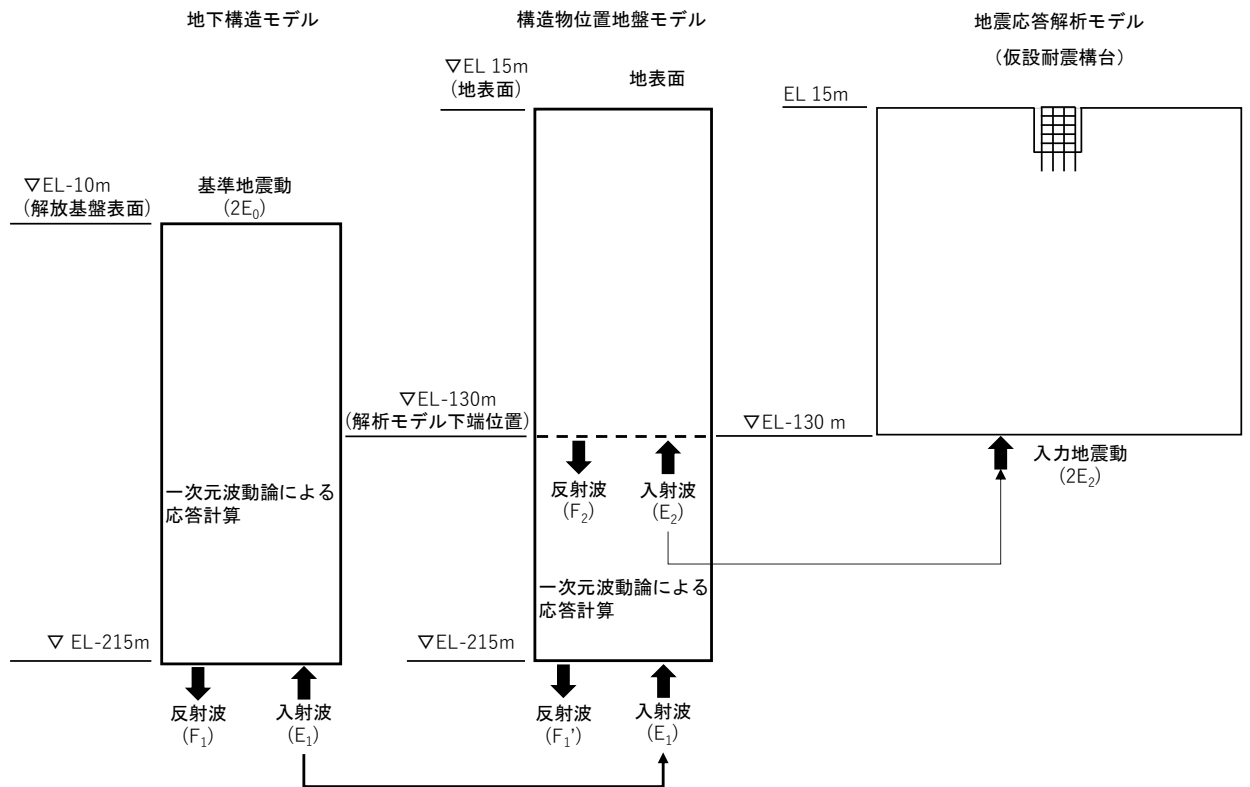 地下構造モデル
▽EL-10m
(解放基盤表面)
基準地震動
(2E₀)
一次元波動論による
応答計算
▽ EL-215m
反射波
(F₁)
入射波
(E₁)
構造物位置地盤モデル
▽EL 15m
(地表面)
地表面
▽EL-130m
(解析モデル下端位置)
反射波
(F₂)
入射波
(E₂)
一次元波動論による
応答計算
▽EL-215m
反射波
(F₁')
入射波
(E₁)
地震応答解析モデル
(仮設耐震構台)
EL 15m
▽EL-130 m
入力地震動
(2E₂)